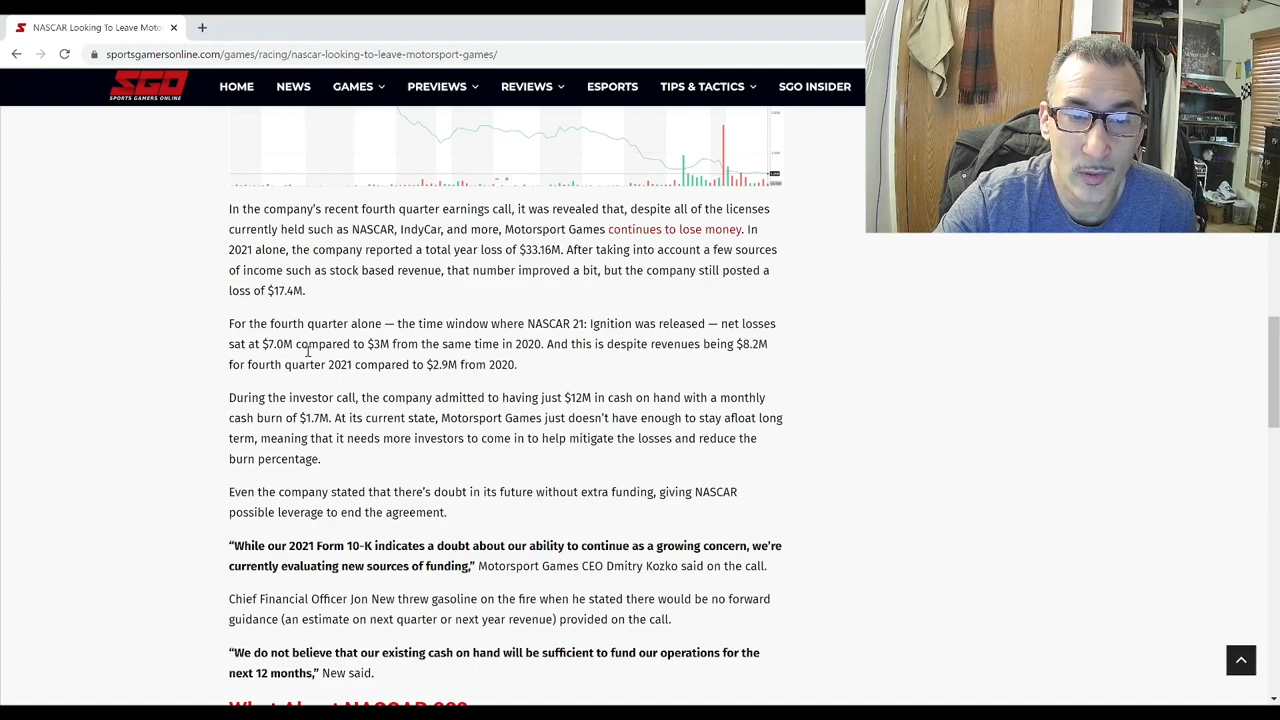 NASCAR Looking To Leave Moto
sportsgamersonline.com/games/racing/nascar-looking-to-leave-motorsport-games/
SGO
SPORTS GAMERS ONLINE
HOME NEWS GAMES PREVIEWS REVIEWS ESPORTS TIPS & TACTICS SGO INSIDER
In the company's recent fourth quarter earnings call, it was revealed that, despite all of the licenses
currently held such as NASCAR, IndyCar, and more, Motorsport Games continues to lose money. In
2021 alone, the company reported a total year loss of $33.16M. After taking into account a few sources
of income such as stock based revenue, that number improved a bit, but the company still posted a
loss of $17.4M.
For the fourth quarter alone — the time window where NASCAR 21: Ignition was released — net losses
sat at $7.0M compared to $3M from the same time in 2020. And this is despite revenues being $8.2M
for fourth quarter 2021 compared to $2.9M from 2020.
During the investor call, the company admitted to having just $12M in cash on hand with a monthly
cash burn of $1.7M. At its current state, Motorsport Games just doesn't have enough to stay afloat long
term, meaning that it needs more investors to come in to help mitigate the losses and reduce the
burn percentage.
Even the company stated that there's doubt in its future without extra funding, giving NASCAR
possible leverage to end the agreement.
"While our 2021 Form 10-K indicates a doubt about our ability to continue as a growing concern, we're
currently evaluating new sources of funding," Motorsport Games CEO Dmitry Kozko said on the call.
Chief Financial Officer Jon New threw gasoline on the fire when he stated there would be no forward
guidance (an estimate on next quarter or next year revenue) provided on the call.
"We do not believe that our existing cash on hand will be sufficient to fund our operations for the
next 12 months," New said.